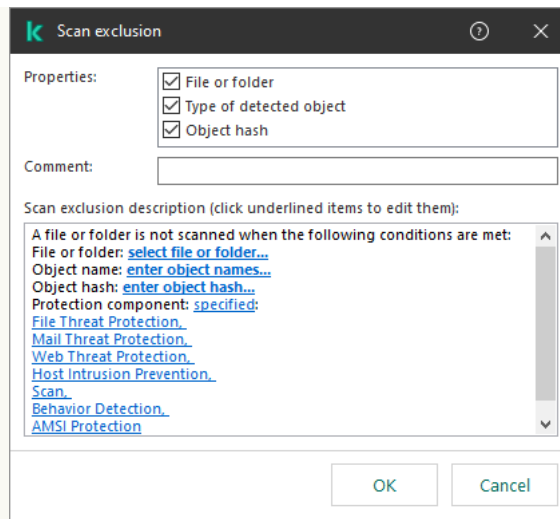 Scan exclusion
Properties:
File or folder
Type of detected object
Object hash
Comment:
Scan exclusion description (click underlined items to edit them):
A file or folder is not scanned when the following conditions are met:
File or folder: select file or folder...
Object name: enter object names...
Object hash: enter object hash...
Protection component: specified:
File Threat Protection,
Mail Threat Protection,
Web Threat Protection,
Host Intrusion Prevention,
Scan,
Behavior Detection,
AMSI Protection
OK Cancel